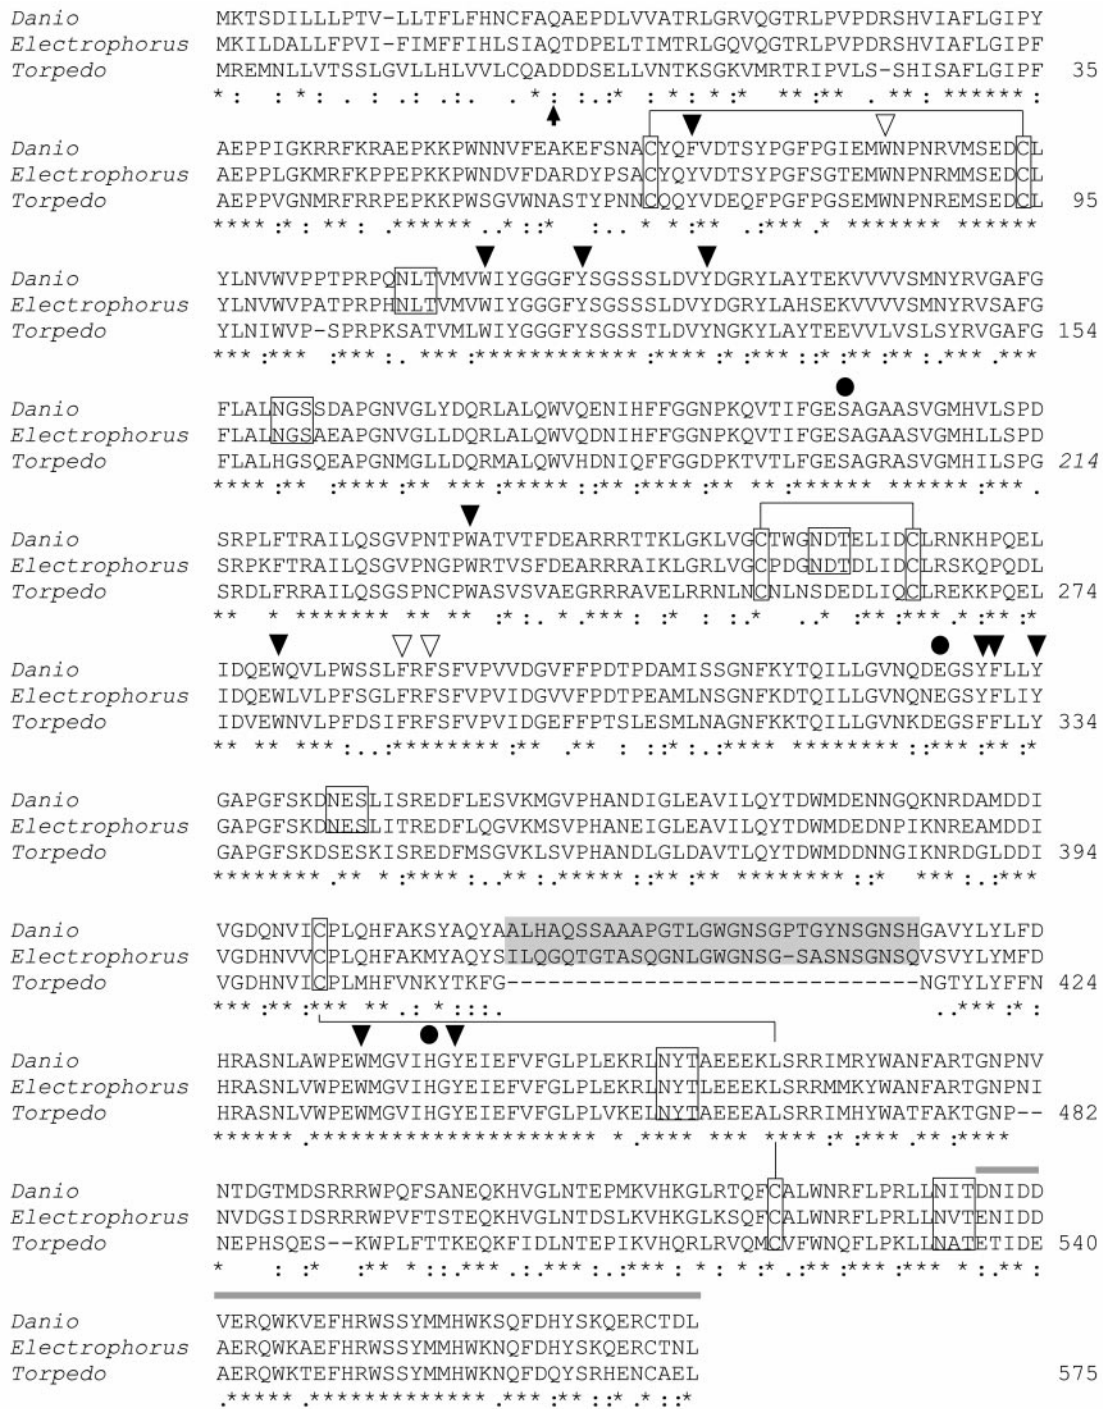 Danio MKTSDILLLPTV-LLTFLFHNCFAQAEPDLVVATRLGRVQGTRLPVPDRSHVIAFLGIPY
Electrophorus MKILDALLFPVI-FIMFFIHLSIAQTDPELTIMTRLGQVQGTRLPVPDRSHVIAFLGIPF
Torpedo MREMNLLVTSSLGVLLHLVVLCQADDDSELLVNTKSGKVMRTRIPVLS-SHISAFLGIPF 35
Danio AEPPIGKRRFKRAEPKKPWNNVFEAKEFSNACYQFVDTSYPGFPGIEMWNPNRVMSEDCL
Electrophorus AEPPLGKMRFKPPEPKKPWNDVFDARDYPSACYQYVDTSYPGFSGTEMWNPNRMMSEDCL
Torpedo AEPPVGNMRFRRPEPKKPWSGVWNASTYPNNCQQYVDEQFPGFPGSEMWNPNREMSEDCL 95
Danio YLNVWVPPTPRPQNLTVMVWIYGGGFYSGSSSLDVYDGRYLAYTEKVVVVSMNYRVGAFG
Electrophorus YLNVWVPATPRPHNLTVMVWIYGGGFYSGSSSLDVYDGRYLAHSEKVVVVSMNYRVSAFG
Torpedo YLNIWVP-SPRPKSATVMLWIYGGGFYSGSSTLDVYNGKYLAYTEEVVLVSLSYRVGAFG 154
Danio FLALNGSSDAPGNVGLYDQRLALQWVQENIHFFGGNPKQVTIFGESAGAASVGMHVLSPD
Electrophorus FLALNGSAEAPGNVGLLDQRLALQWVQDNIHFFGGNPKQVTIFGESAGAASVGMHLLSPD
Torpedo FLALHGSQEAPGNMGLLDQRMALQWVHDNIQFFGGDPKTVTLFGESAGRASVGMHILSPG 214
Danio SRPLFTRAILQSGVPNTPWATVTFDEARRRTTKLGKLVGCTWGNDTELIDCLRNKHPQEL
Electrophorus SRPKFTRAILQSGVPNGPWRTVSFDEARRRAIKLGRLVGCPDGNDTDLIDCLRSKQPQDL
Torpedo SRDLFRRAILQSGSPNCPWASVSVAEGRRRAVELRRNLNCNLNSDEDLIQCLREKKPQEL 274
Danio IDQEWQVLPWSSLFRFSFVPVVDGVFFPDTPDAMISSGNFKYTQILLGVNQDEGSYFLLY
Electrophorus IDQEWLVLPFSGLFRFSFVPVIDGVVFPDTPEAMLNSGNFKDTQILLGVNQNEGSYFLIY
Torpedo IDVEWNVLPFDSIFRFSFVPVIDGEFFPTSLESMLNAGNFKKTQILLGVNKDEGSFFLLY 334
Danio GAPGFSKDNESLISREDFLESVKMGVPHANDIGLEAVILQYTDWMDENNGQKNRDAMDDI
Electrophorus GAPGFSKDNESLITREDFLQGVKMSVPHANEIGLEAVILQYTDWMDEDNPIKNREAMDDI
Torpedo GAPGFSKDSESKISREDFMSGVKLSVPHANDLGLDAVTLQYTDWMDDNNGIKNRDGLDDI 394
Danio VGDQNVICPLQHFAKSYAQYAALHAQSSAAAPGTLGWGNSGPTGYNSGNSHGAVYLYLFD
Electrophorus VGDHNVVCPLQHFAKMYAQYSILQGQTGTASQGNLGWGNSG-SASNSGNSQVSVYLYMFD
Torpedo VGDHNVICPLMHFVNKYTKFG------------------------------NGTYLYFFN 424
Danio HRASNLAWPEWMGVIHGYEIEFVFGLPLEKRLNYTAEEEKLSRRIMRYWANFARTGNPNV
Electrophorus HRASNLVWPEWMGVIHGYEIEFVFGLPLEKRLNYTLEEEKLSRRMMKYWANFARTGNPNI
Torpedo HRASNLVWPEWMGVIHGYEIEFVFGLPLVKELNYTAEEEALSRRIMHYWATFAKTGNP-- 482
Danio NTDGTMDSRRRWPQFSANEQKHVGLNTEPMKVHKGLRTQFCALWNRFLPRLLNITDNIDD
Electrophorus NVDGSIDSRRRWPVFTSTEQKHVGLNTDSLKVHKGLKSQFCALWNRFLPRLLNVTENIDD
Torpedo NEPHSQES--KWPLFTTKEQKFIDLNTEPIKVHQRLRVQMCVFWNQFLPKLLNATETIDE 540
Danio VERQWKVEFHRWSSYMMHWKSQFDHYSKQERCTDL
Electrophorus AERQWKAEFHRWSSYMMHWKNQFDHYSKQERCTNL
Torpedo AERQWKTEFHRWSSYMMHWKNQFDQYSRHENCAEL 575